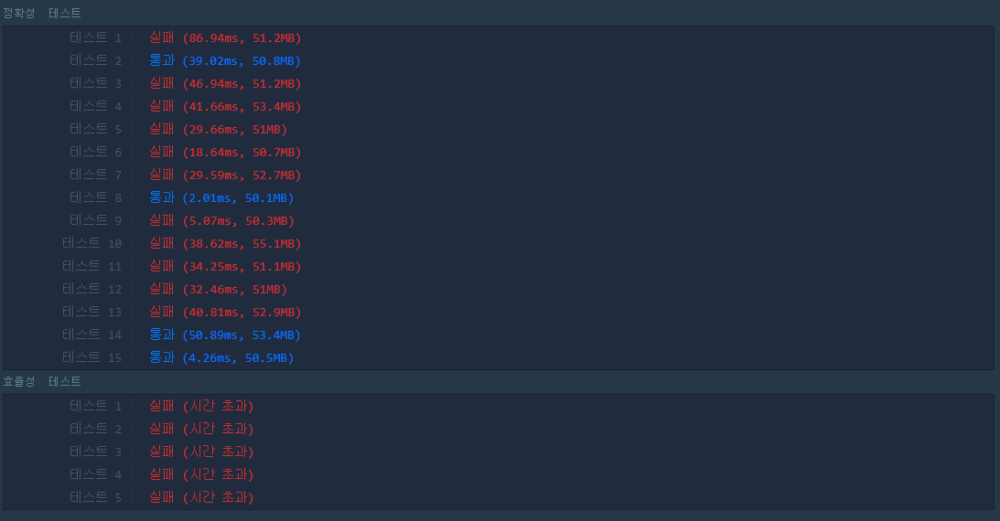 정확성 테스트
테스트 1 〉 실패 (86.94ms, 51.2MB)
테스트 2 〉 통과 (39.02ms, 50.8MB)
테스트 3 〉 실패 (46.94ms, 51.2MB)
테스트 4 〉 실패 (41.66ms, 53.4MB)
테스트 5 〉 실패 (29.66ms, 51MB)
테스트 6 〉 실패 (18.64ms, 50.7MB)
테스트 7 〉 실패 (29.59ms, 52.7MB)
테스트 8 〉 통과 (2.01ms, 50.1MB)
테스트 9 〉 실패 (5.07ms, 50.3MB)
테스트 10 〉 실패 (38.62ms, 55.1MB)
테스트 11 〉 실패 (34.25ms, 51.1MB)
테스트 12 〉 실패 (32.46ms, 51MB)
테스트 13 〉 실패 (40.81ms, 52.9MB)
테스트 14 〉 통과 (50.89ms, 53.4MB)
테스트 15 〉 통과 (4.26ms, 50.5MB)
효율성 테스트
테스트 1 〉 실패 (시간 초과)
테스트 2 〉 실패 (시간 초과)
테스트 3 〉 실패 (시간 초과)
테스트 4 〉 실패 (시간 초과)
테스트 5 〉 실패 (시간 초과)